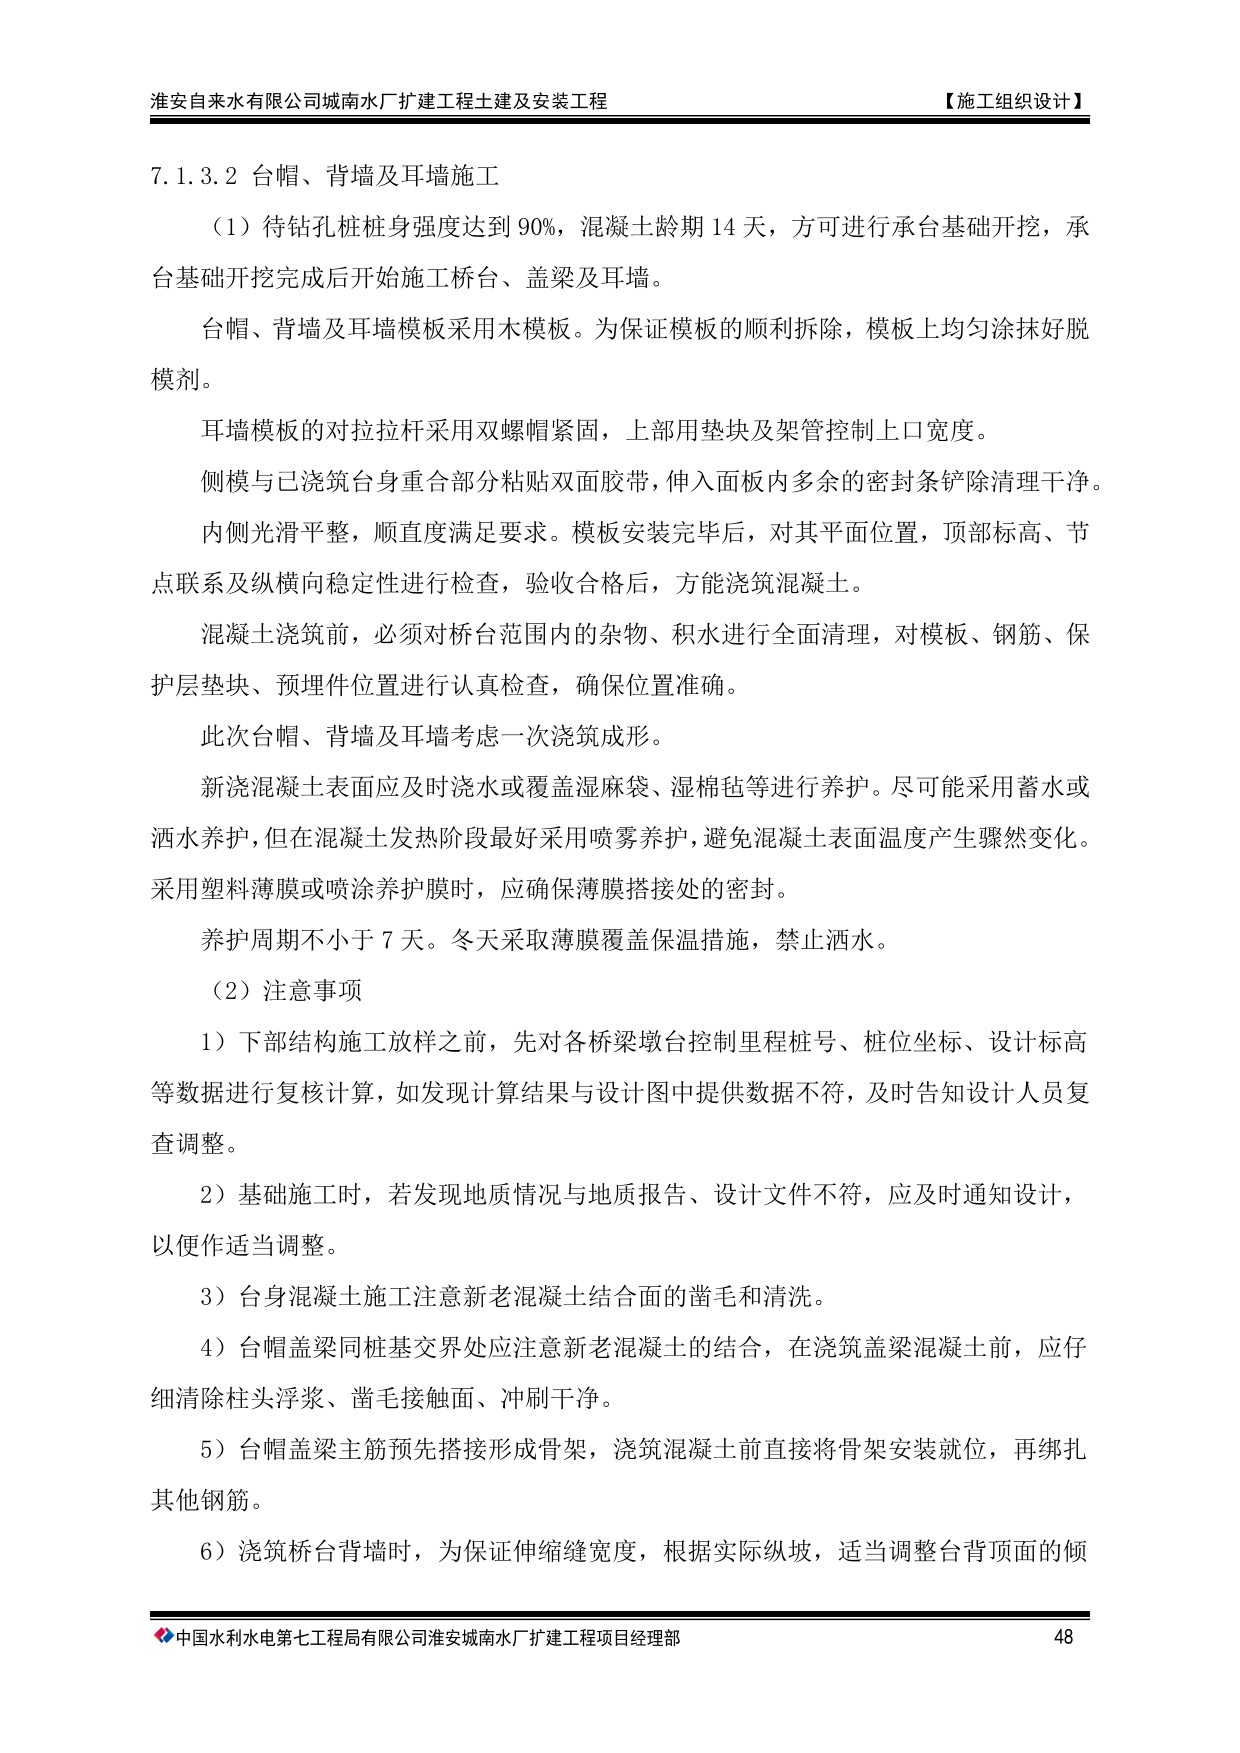 淮安自来水有限公司城南水厂扩建工程土建及安装工程 【施工组织设计】
7.1.3.2 台帽、背墙及耳墙施工
（1）待钻孔桩桩身强度达到 90%，混凝土龄期 14 天，方可进行承台基础开挖，承
台基础开挖完成后开始施工桥台、盖梁及耳墙。
台帽、背墙及耳墙模板采用木模板。为保证模板的顺利拆除，模板上均匀涂抹好脱
模剂。
耳墙模板的对拉拉杆采用双螺帽紧固，上部用垫块及架管控制上口宽度。
侧模与已浇筑台身重合部分粘贴双面胶带，伸入面板内多余的密封条铲除清理干净。
内侧光滑平整，顺直度满足要求。模板安装完毕后，对其平面位置，顶部标高、节
点联系及纵横向稳定性进行检查，验收合格后，方能浇筑混凝土。
混凝土浇筑前，必须对桥台范围内的杂物、积水进行全面清理，对模板、钢筋、保
护层垫块、预埋件位置进行认真检查，确保位置准确。
此次台帽、背墙及耳墙考虑一次浇筑成形。
新浇混凝土表面应及时浇水或覆盖湿麻袋、湿棉毡等进行养护。尽可能采用蓄水或
洒水养护，但在混凝土发热阶段最好采用喷雾养护，避免混凝土表面温度产生骤然变化。
采用塑料薄膜或喷涂养护膜时，应确保薄膜搭接处的密封。
养护周期不小于 7 天。冬天采取薄膜覆盖保温措施，禁止洒水。
（2）注意事项
1）下部结构施工放样之前，先对各桥梁墩台控制里程桩号、桩位坐标、设计标高
等数据进行复核计算，如发现计算结果与设计图中提供数据不符，及时告知设计人员复
查调整。
2）基础施工时，若发现地质情况与地质报告、设计文件不符，应及时通知设计，
以便作适当调整。
3）台身混凝土施工注意新老混凝土结合面的凿毛和清洗。
4）台帽盖梁同桩基交界处应注意新老混凝土的结合，在浇筑盖梁混凝土前，应仔
细清除柱头浮浆、凿毛接触面、冲刷干净。
5）台帽盖梁主筋预先搭接形成骨架，浇筑混凝土前直接将骨架安装就位，再绑扎
其他钢筋。
6）浇筑桥台背墙时，为保证伸缩缝宽度，根据实际纵坡，适当调整台背顶面的倾
中国水利水电第七工程局有限公司淮安城南水厂扩建工程项目经理部 48